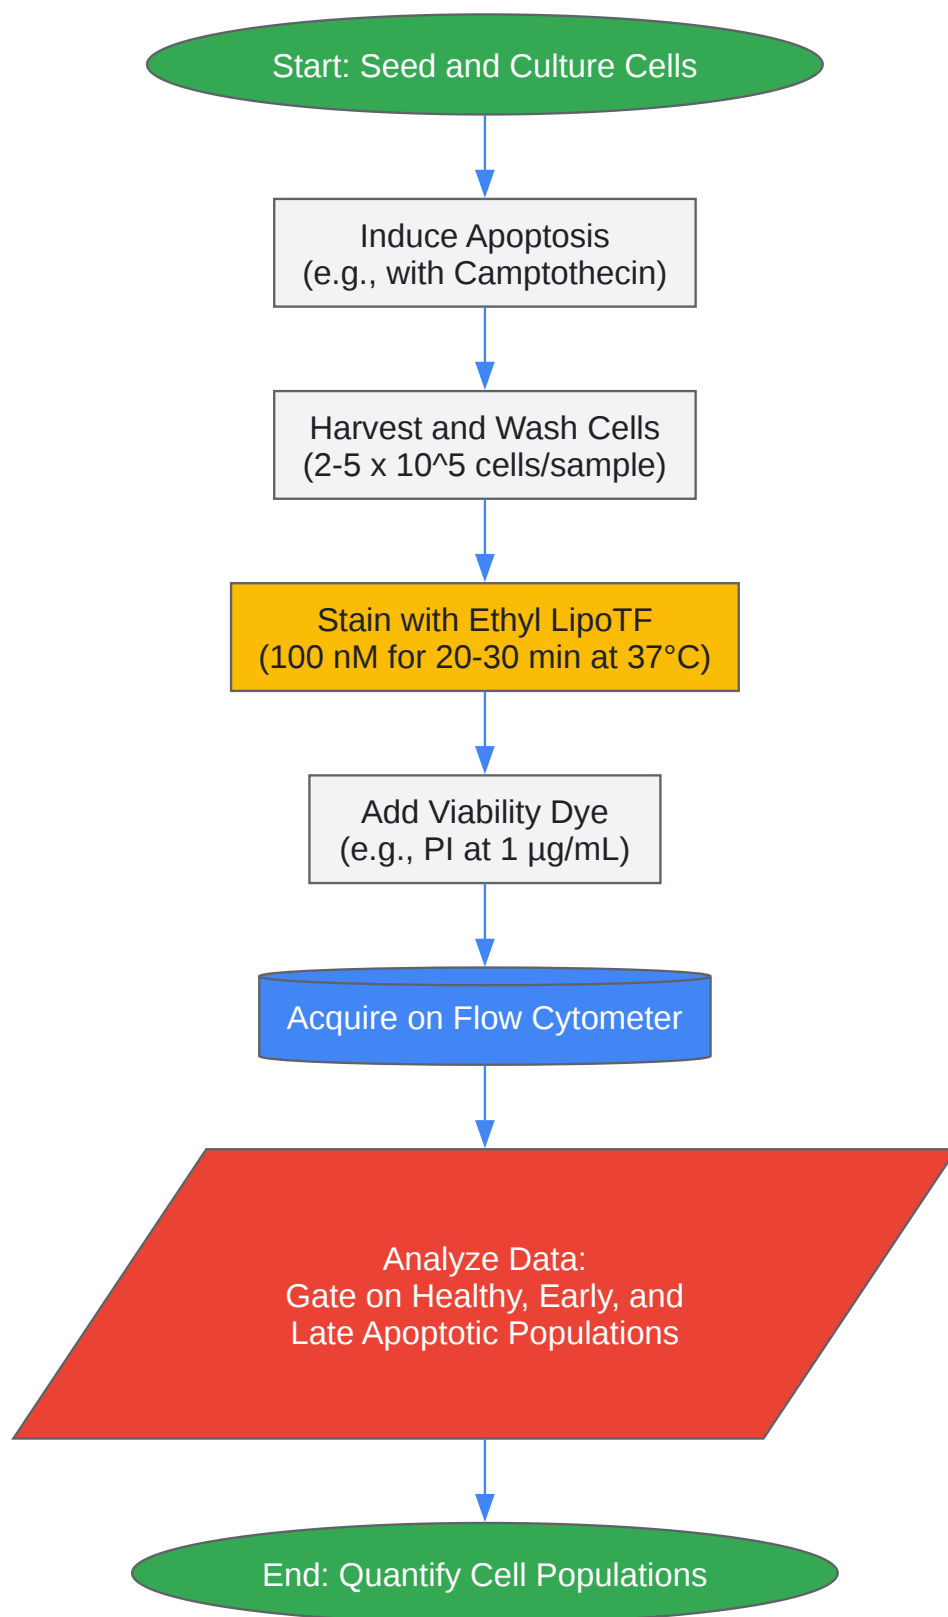 Start: Seed and Culture Cells
Induce Apoptosis
(e.g., with Camptothecin)
Harvest and Wash Cells
(2-5 x 10^5 cells/sample)
Stain with Ethyl LipoTF
(100 nM for 20-30 min at 37°C)
Add Viability Dye
(e.g., PI at 1 µg/mL)
Acquire on Flow Cytometer
Analyze Data:
Gate on Healthy, Early, and
Late Apoptotic Populations
End: Quantify Cell Populations